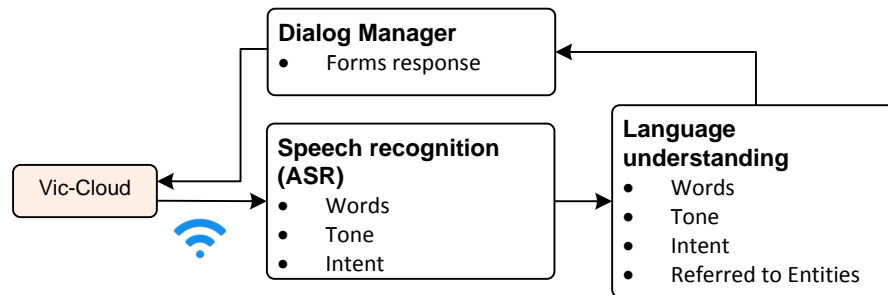 Dialog Manager
• Forms response
Vic-Cloud
Speech recognition
(ASR)
• Words
• Tone
• Intent
Language
understanding
• Words
• Tone
• Intent
• Referred to Entities